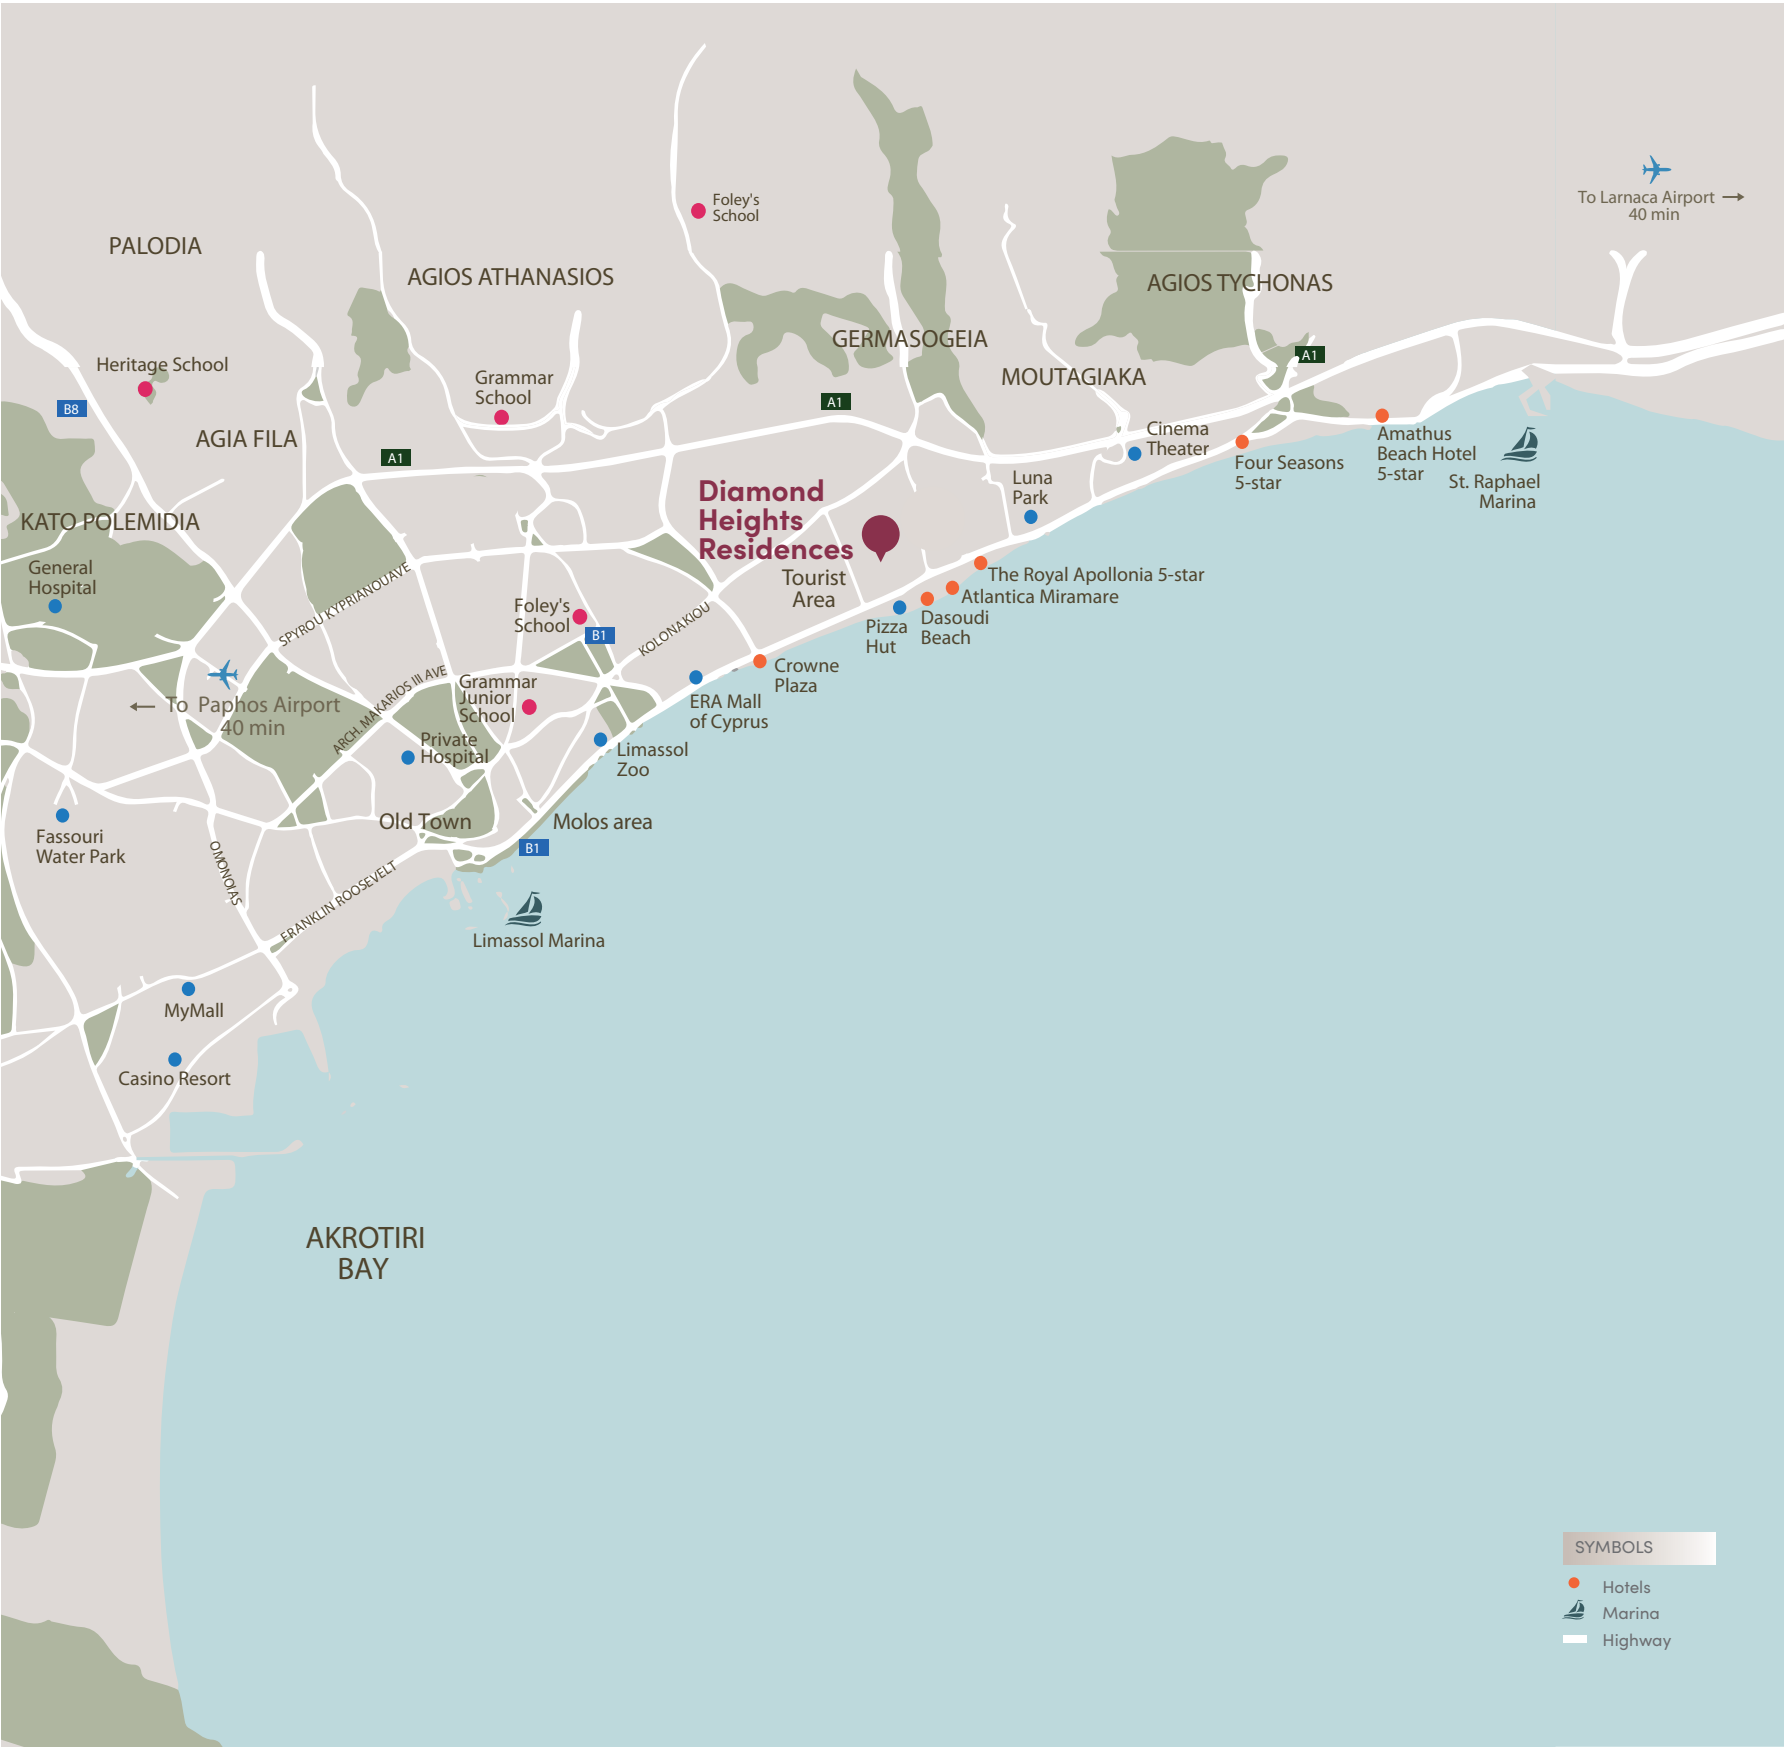 Foley's
School
To Larnaca Airport
40 min
PALODIA
AGIOS ATHANASIOS
AGIOS TYCHONAS
GERMASOGEIA
A1
Heritage School
Grammar
School
MOUTAGIAKA
B8
A1
AGIA FILA
A1
Cinema
Theater
Amathus
Beach Hotel
5-star
Four Seasons
5-star
St. Raphael
Marina
Luna
Park
Diamond
Heights
Residences
KATO POLEMIDIA
General
Hospital
Tourist
Area
The Royal Apollonia 5-star
Atlantica Miramare
SPYROU KYPRIANOUAVE
Foley's
School
B1
KOLONAKIOU
Pizza
Hut
Dasoudi
Beach
Crowne
Plaza
ARCH. MAKARIOS III AVE
Grammar
Junior
School
ERA Mall
of Cyprus
To Paphos Airport
40 min
Private
Hospital
Limassol
Zoo
Old Town
Molos area
B1
Fassouri
Water Park
OMONOIAS
FRANKLIN ROOSEVELT
Limassol Marina
MyMall
Casino Resort
AKROTIRI
BAY
SYMBOLS
Hotels
Marina
Highway